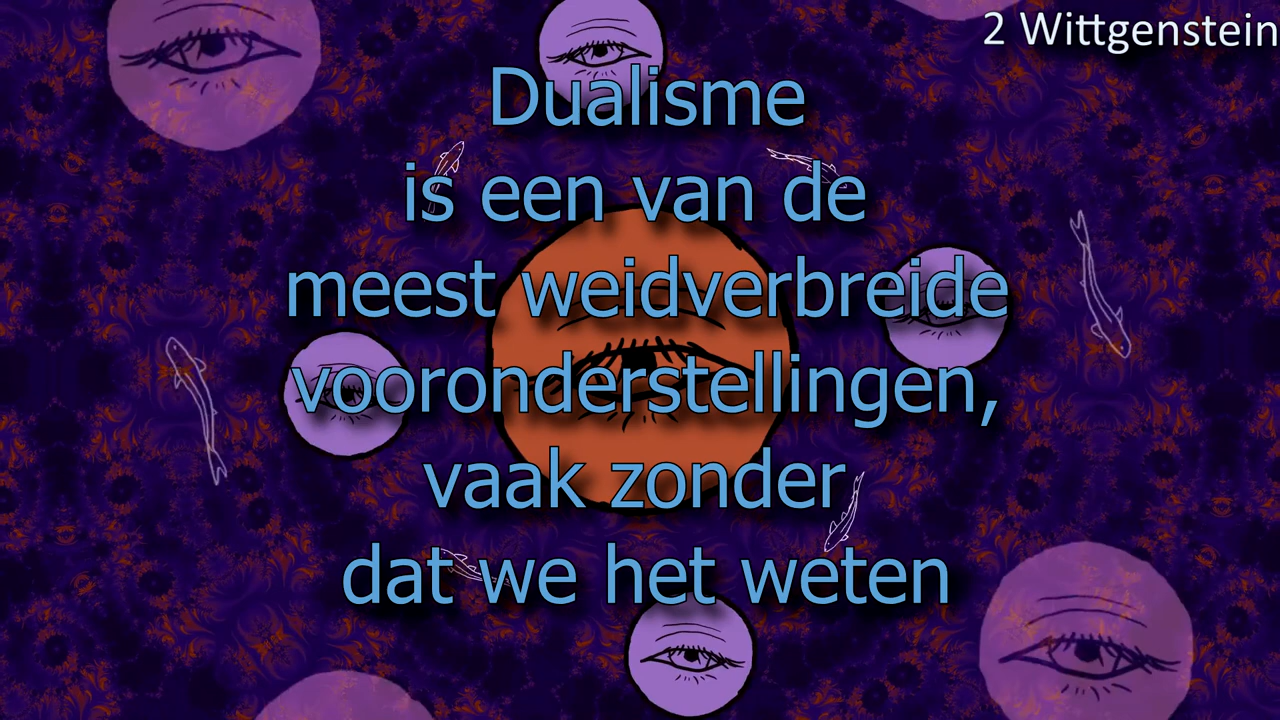 2 Wittgenstein
Dualisme
is een van de
meest weidverbreide
vooronderstellingen,
vaak zonder
dat we het weten